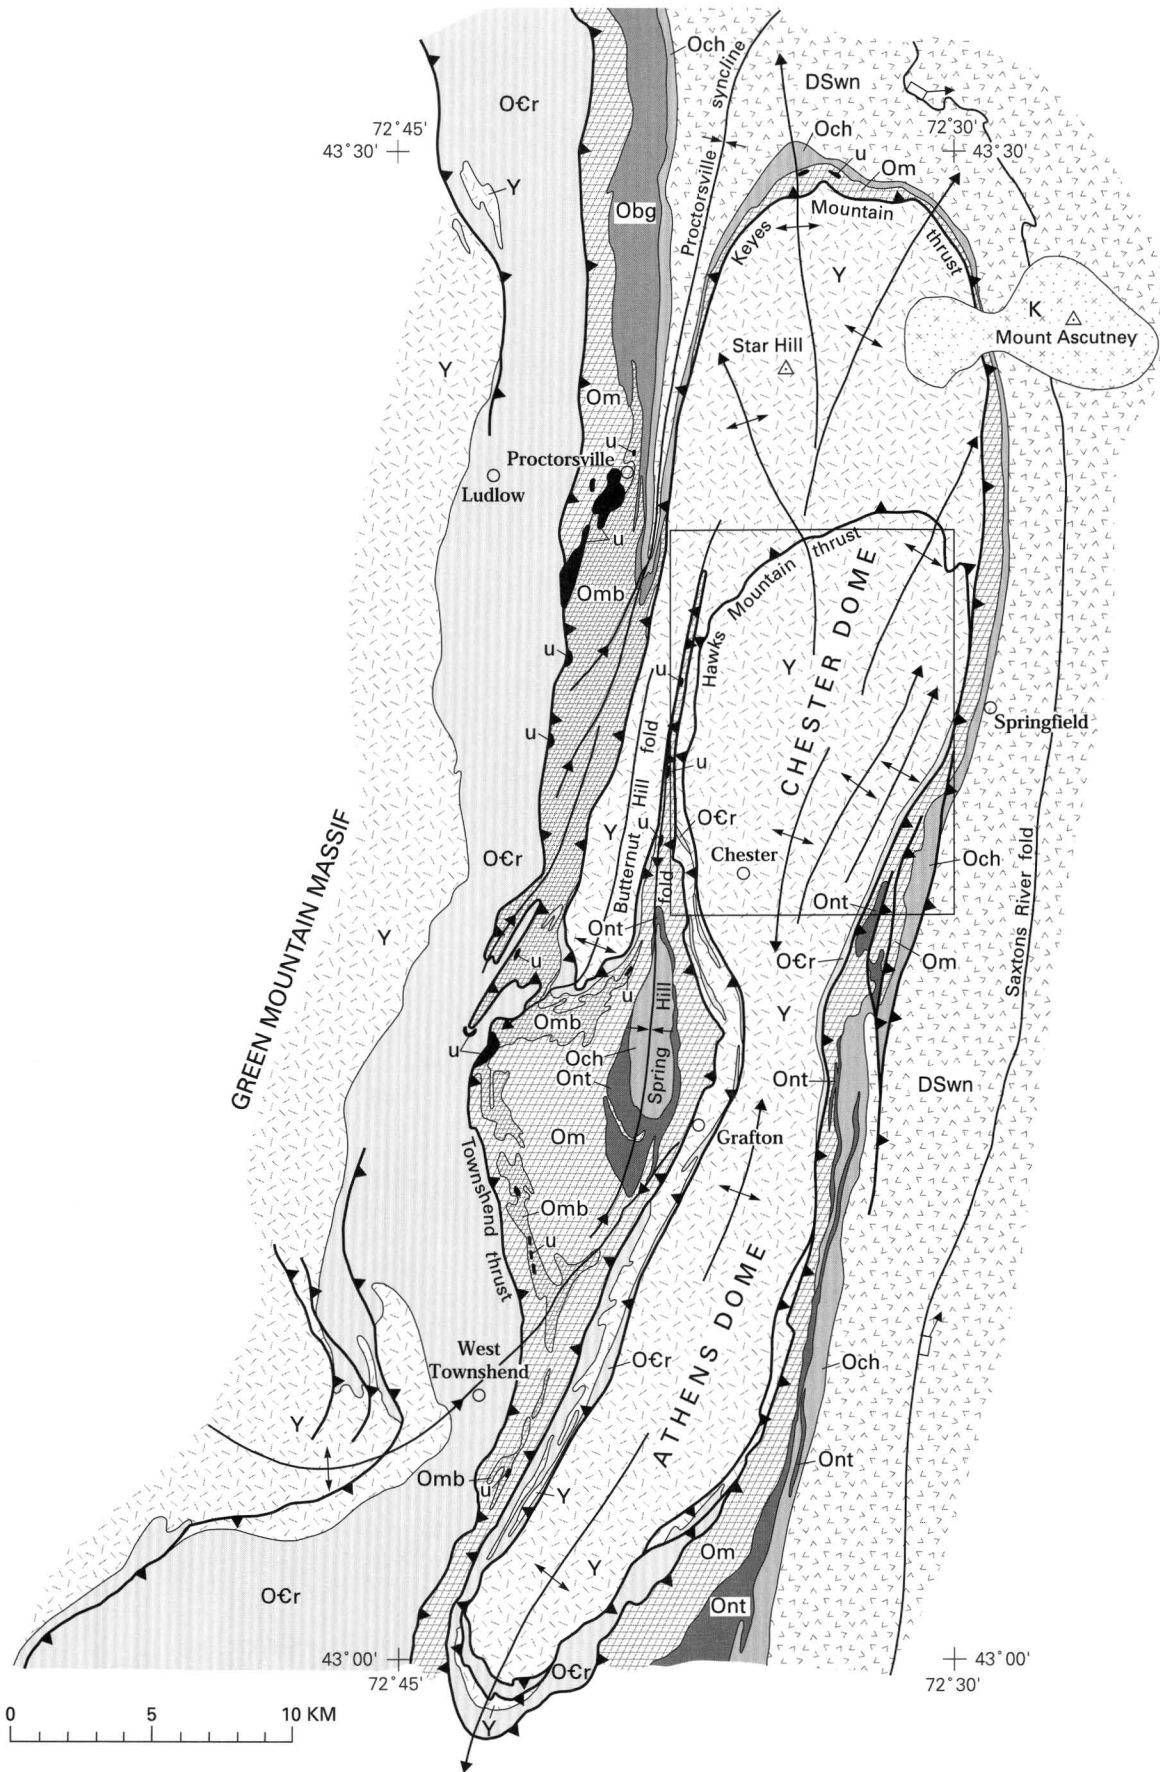 Och
Proctorsville syncline
DSwn
O€r
72°45'
43°30'
Och
72°30'
43°30'
u
Om
Y
Obg
Keyes
Mountain
thrust
Y
K
Mount Ascutney
Star Hill
Y
Om
u
Proctorsville
Ludlow
u
Hawks Mountain thrust
Omb
CHESTER DOME
u
u
Y
Springfield
u
u
Butternut Hill fold
Y
u
O€r
Chester
O€r
Och
fold
Ont
Ont
GREEN MOUNTAIN MASSIF
Y
u
O€r
Om
Saxtons River fold
u
Hill
Y
Omb
u
Och
Spring
Ont
Ont
DSwn
Om
Grafton
Townshend thrust
Omb
u
ATHENS DOME
West
Townshend
O€r
Och
Y
Ont
Omb
u
Y
Om
Y
O€r
Ont
43°00'
72°45'
O€r
43°00'
72°30'
Y
0 5 10 KM